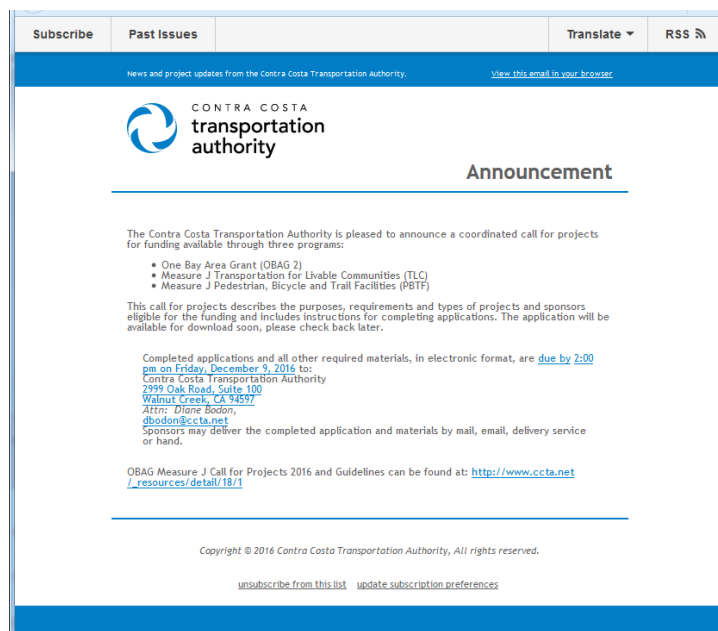 Subscribe
Past Issues
Translate
RSS
News and project updates from the Contra Costa Transportation Authority.
View this email in your browser
CONTRA COSTA
transportation
authority
Announcement
The Contra Costa Transportation Authority is pleased to announce a coordinated call for projects
for funding available through three programs:
• One Bay Area Grant (OBAG 2)
• Measure J Transportation for Livable Communities (TLC)
• Measure J Pedestrian, Bicycle and Trail Facilities (PBTF)
This call for projects describes the purposes, requirements and types of projects and sponsors
eligible for the funding and includes instructions for completing applications. The application will be
available for download soon, please check back later.
Completed applications and all other required materials, in electronic format, are due by 2:00
pm on Friday, December 9, 2016 to:
Contra Costa Transportation Authority
2999 Oak Road, Suite 100
Walnut Creek, CA 94597
Attn: Diane Bodon,
dbodon@ccta.net
Sponsors may deliver the completed application and materials by mail, email, delivery service
or hand.
OBAG Measure J Call for Projects 2016 and Guidelines can be found at: http://www.ccta.net
/_resources/detail/18/1
Copyright © 2016 Contra Costa Transportation Authority, All rights reserved.
unsubscribe from this list update subscription preferences